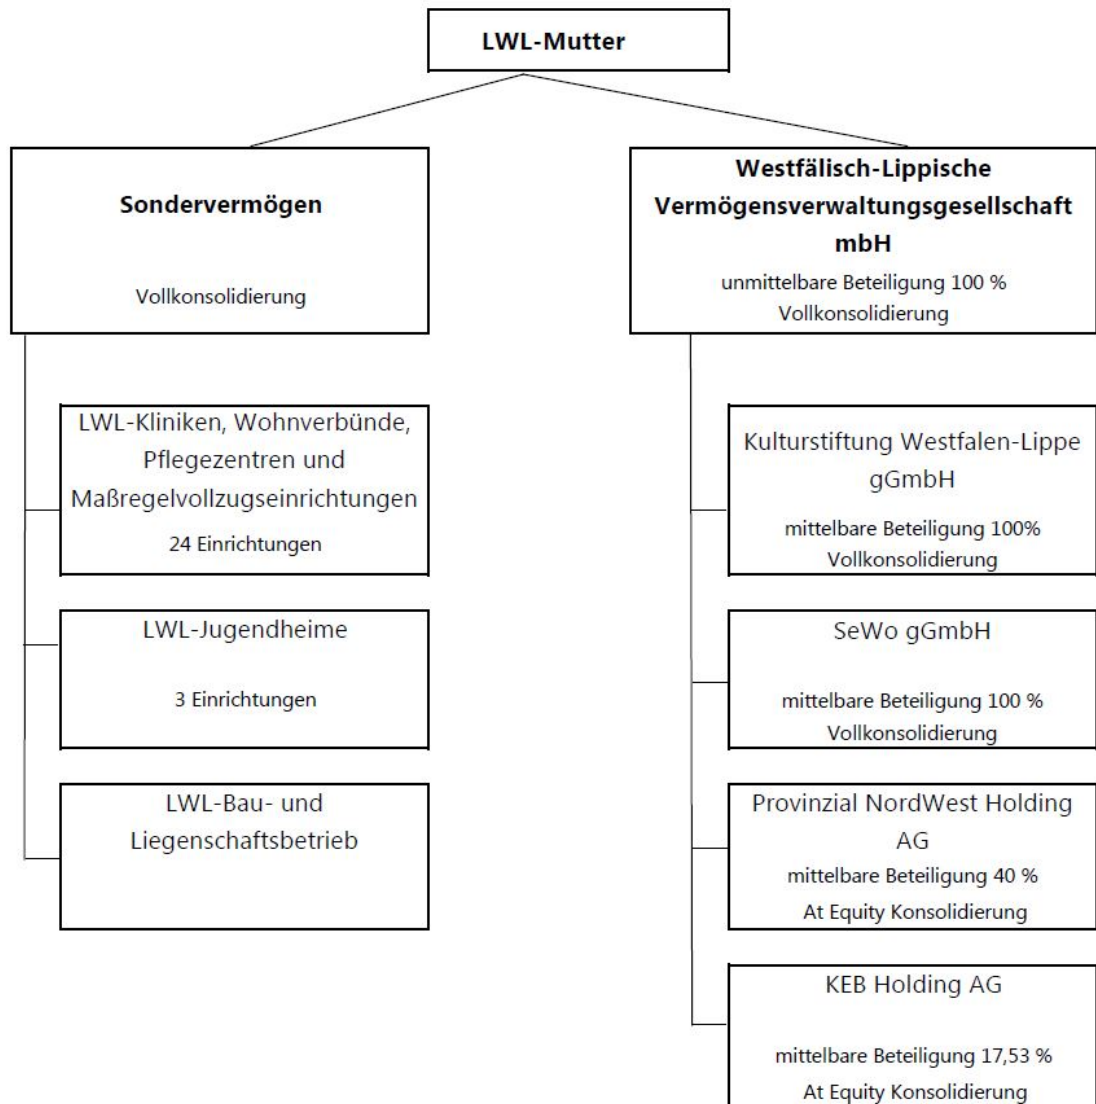 LWL-Mutter
Sondervermögen
Vollkonsolidierung
LWL-Kliniken, Wohnverbünde,
Pflegezentren und
Maßregelvollzugseinrichtungen
24 Einrichtungen
LWL-Jugendheime
3 Einrichtungen
LWL-Bau- und
Liegenschaftsbetrieb
Westfälisch-Lippische
Vermögensverwaltungsgesellschaft
mbH
unmittelbare Beteiligung 100 %
Vollkonsolidierung
Kulturstiftung Westfalen-Lippe
gGmbH
mittelbare Beteiligung 100%
Vollkonsolidierung
SeWo gGmbH
mittelbare Beteiligung 100 %
Vollkonsolidierung
Provinzial NordWest Holding
AG
mittelbare Beteiligung 40 %
At Equity Konsolidierung
KEB Holding AG
mittelbare Beteiligung 17,53 %
At Equity Konsolidierung